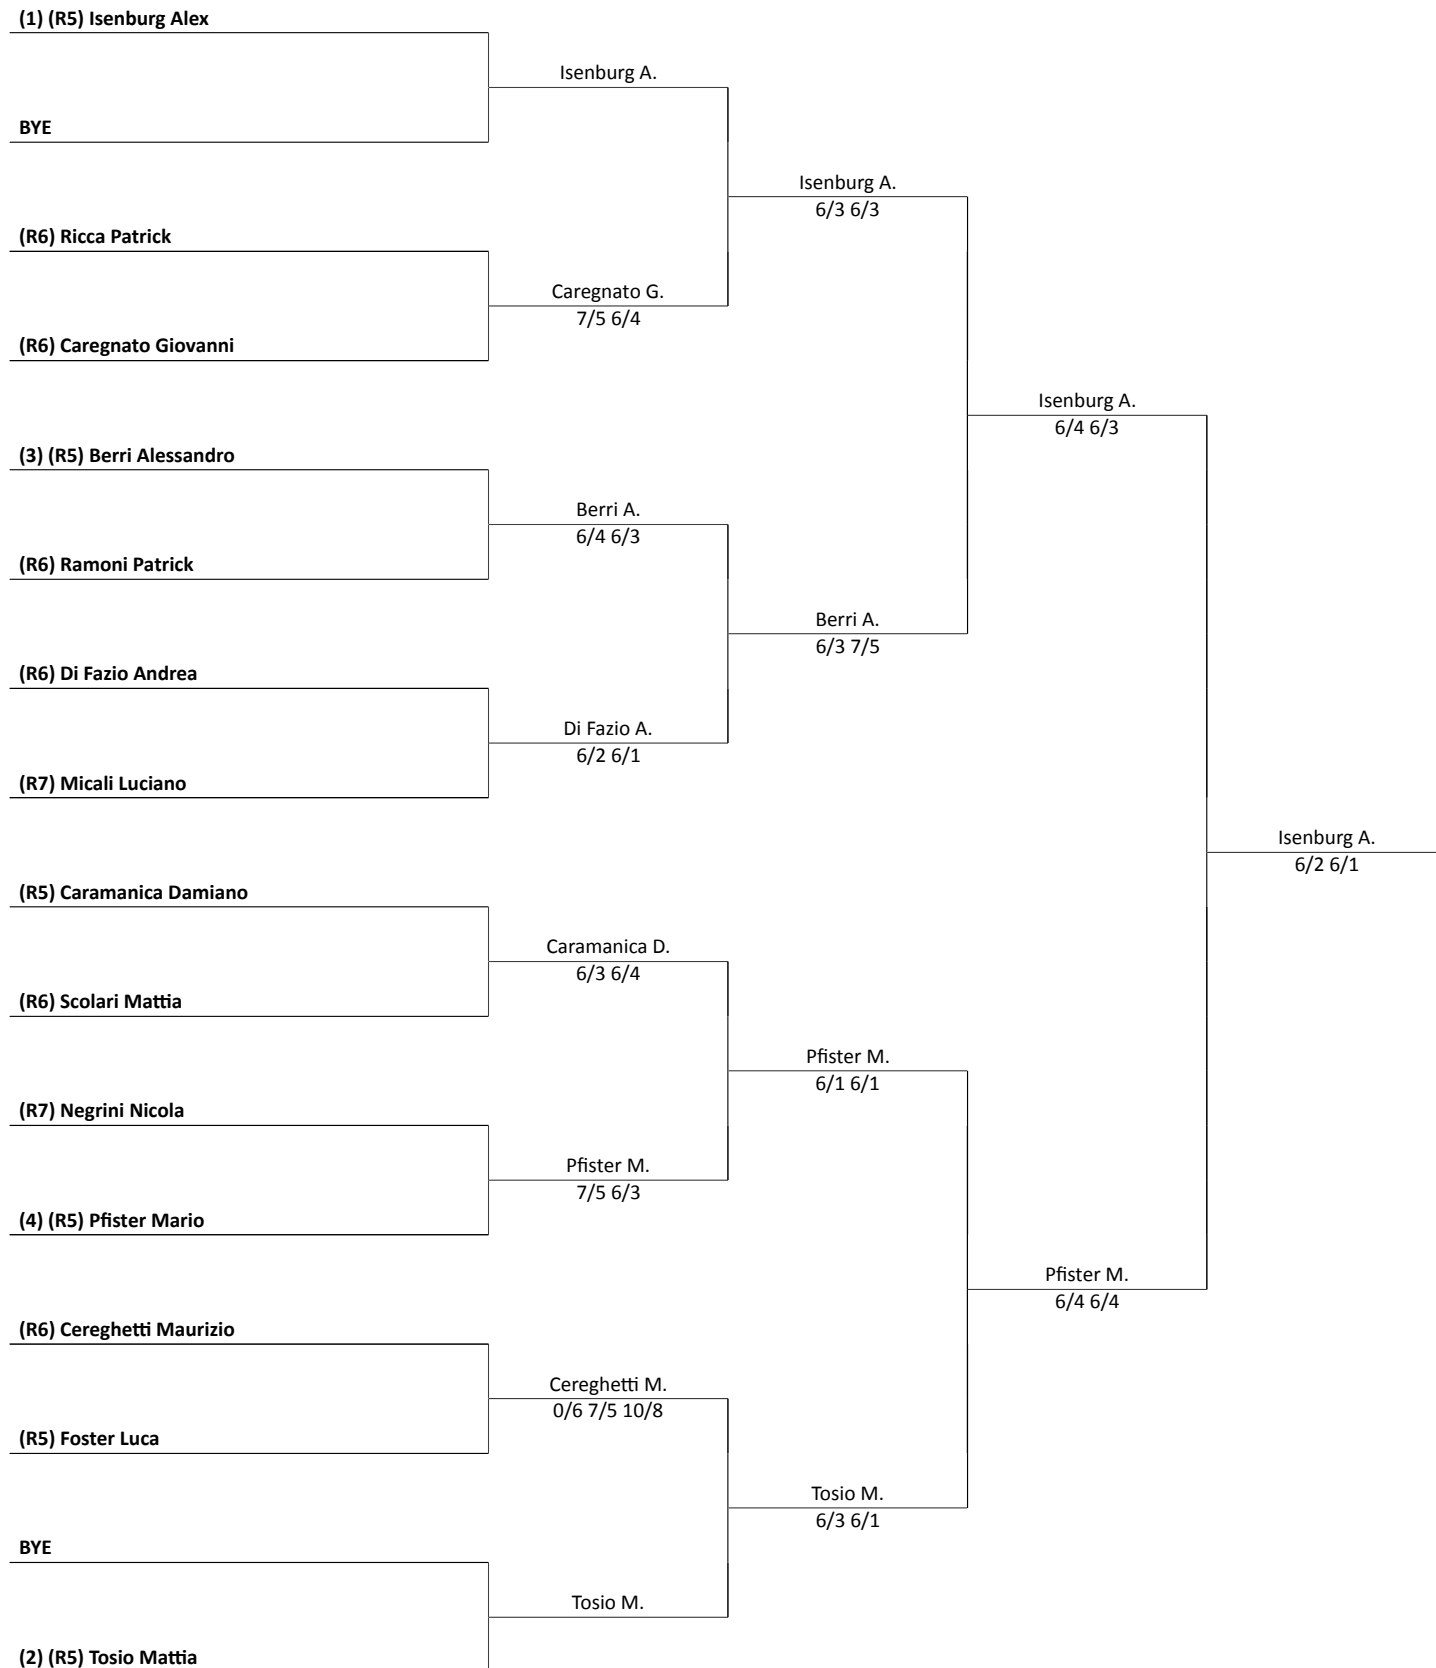 (1) (R5) Isenburg Alex
Isenburg A.
BYE
Isenburg A.
6/3 6/3
(R6) Ricca Patrick
Caregnato G.
7/5 6/4
(R6) Caregnato Giovanni
Isenburg A.
6/4 6/3
(3) (R5) Berri Alessandro
Berri A.
6/4 6/3
(R6) Ramoni Patrick
Berri A.
6/3 7/5
(R6) Di Fazio Andrea
Di Fazio A.
6/2 6/1
(R7) Micali Luciano
Isenburg A.
6/2 6/1
(R5) Caramanica Damiano
Caramanica D.
6/3 6/4
(R6) Scolari Mattia
Pfister M.
6/1 6/1
(R7) Negrini Nicola
Pfister M.
7/5 6/3
(4) (R5) Pfister Mario
Pfister M.
6/4 6/4
(R6) Cereghetti Maurizio
Cereghetti M.
0/6 7/5 10/8
(R5) Foster Luca
Tosio M.
6/3 6/1
BYE
Tosio M.
(2) (R5) Tosio Mattia